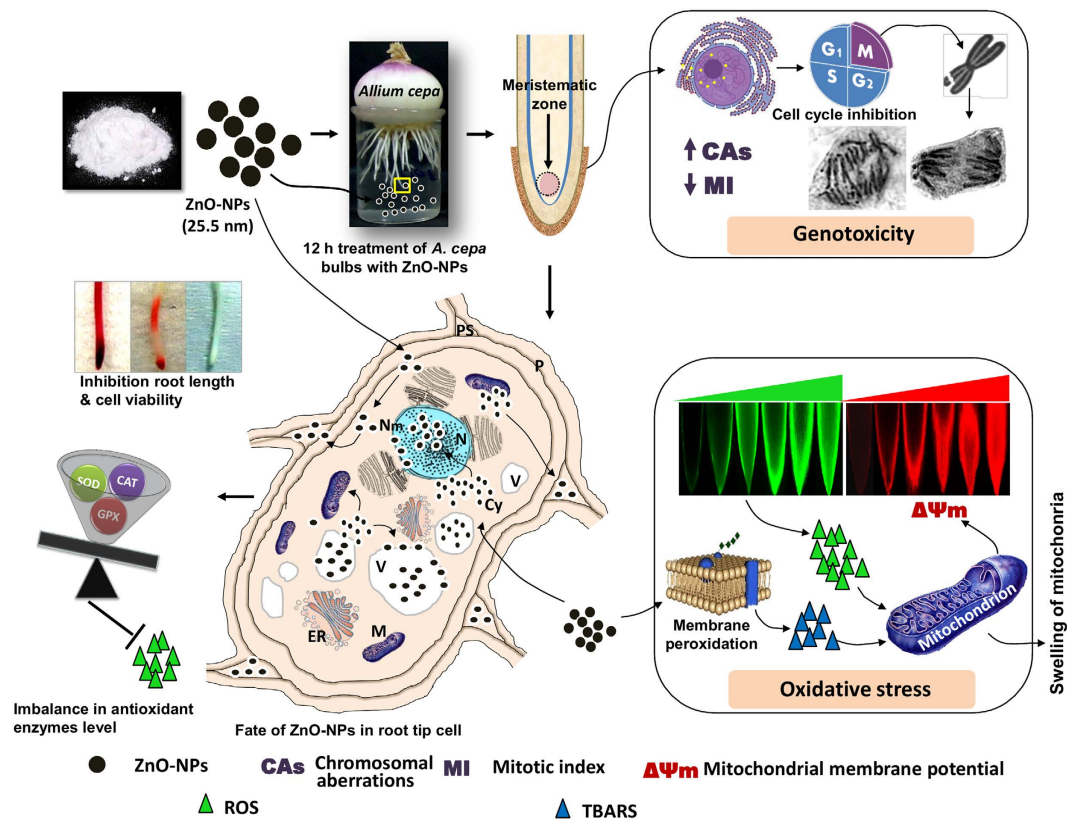 Allium cepa
Meristematic
zone
ZnO-NPs
(25.5 nm)
12 h treatment of A. cepa
bulbs with ZnO-NPs
G1
M
S
G2
Cell cycle inhibition
CAs
MI
Genotoxicity
Inhibition root length
& cell viability
PS
P
Nm
N
V
Cy
V
ER
M
SOD
CAT
GPX
Imbalance in antioxidant
enzymes level
Fate of ZnO-NPs in root tip cell
ΔΨm
Membrane
peroxidation
Mitochondrion
Oxidative stress
Swelling of mitochonria
ZnO-NPs
CAs Chromosomal
aberrations
MI Mitotic index
ΔΨm Mitochondrial membrane potential
ROS
TBARS